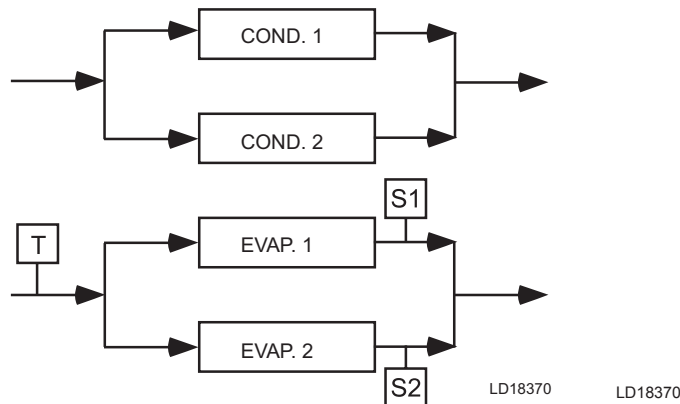 COND. 1
COND. 2
S1
T
EVAP. 1
EVAP. 2
S2
LD18370 LD18370